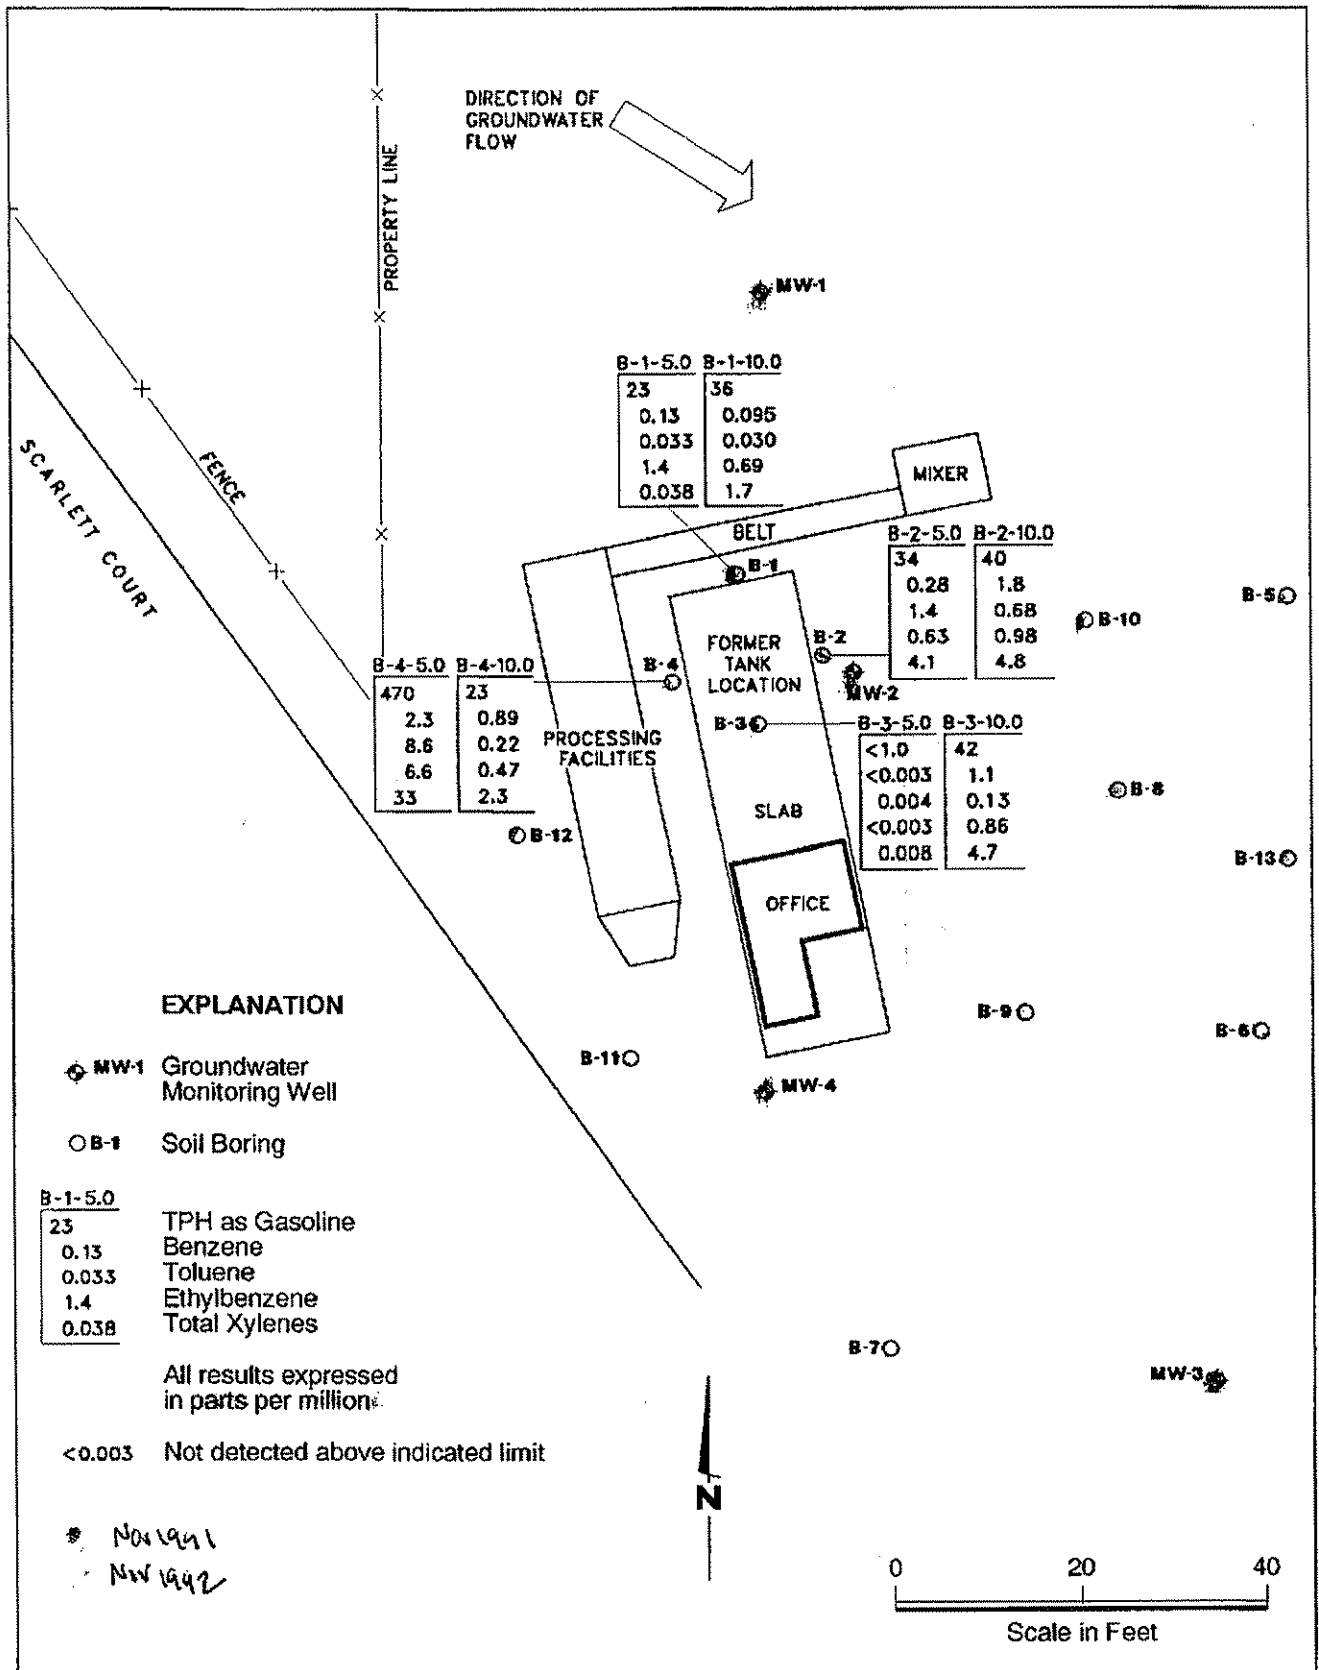 DIRECTION OF
GROUNDWATER
FLOW
PROPERTY LINE
MW-1
B-1-5.0 B-1-10.0
23 36
0.13 0.095
0.033 0.030
1.4 0.69
0.038 1.7
MIXER
BELT
FENCE
SCARLETT COURT
B-1
B-2-5.0 B-2-10.0
34 40
0.28 1.8
1.4 0.68
0.63 0.98
4.1 4.8
B-5
B-10
B-2
MW-2
FORMER
TANK
LOCATION
B-4
B-4-5.0 B-4-10.0
470 23
2.3 0.89
8.6 0.22
6.6 0.47
33 2.3
PROCESSING
FACILITIES
B-3
B-3-5.0 B-3-10.0
<1.0 42
<0.003 1.1
0.004 0.13
<0.003 0.86
0.008 4.7
B-8
SLAB
B-12
B-13
OFFICE
B-9
B-6
B-11
MW-4
EXPLANATION
MW-1 Groundwater
Monitoring Well
B-1 Soil Boring
B-1-5.0
23 TPH as Gasoline
0.13 Benzene
0.033 Toluene
1.4 Ethylbenzene
0.038 Total Xylenes
All results expressed
in parts per million
<0.003 Not detected above indicated limit
B-7
MW-3
N
Nov 1991
Nov 1992
0 20 40
Scale in Feet